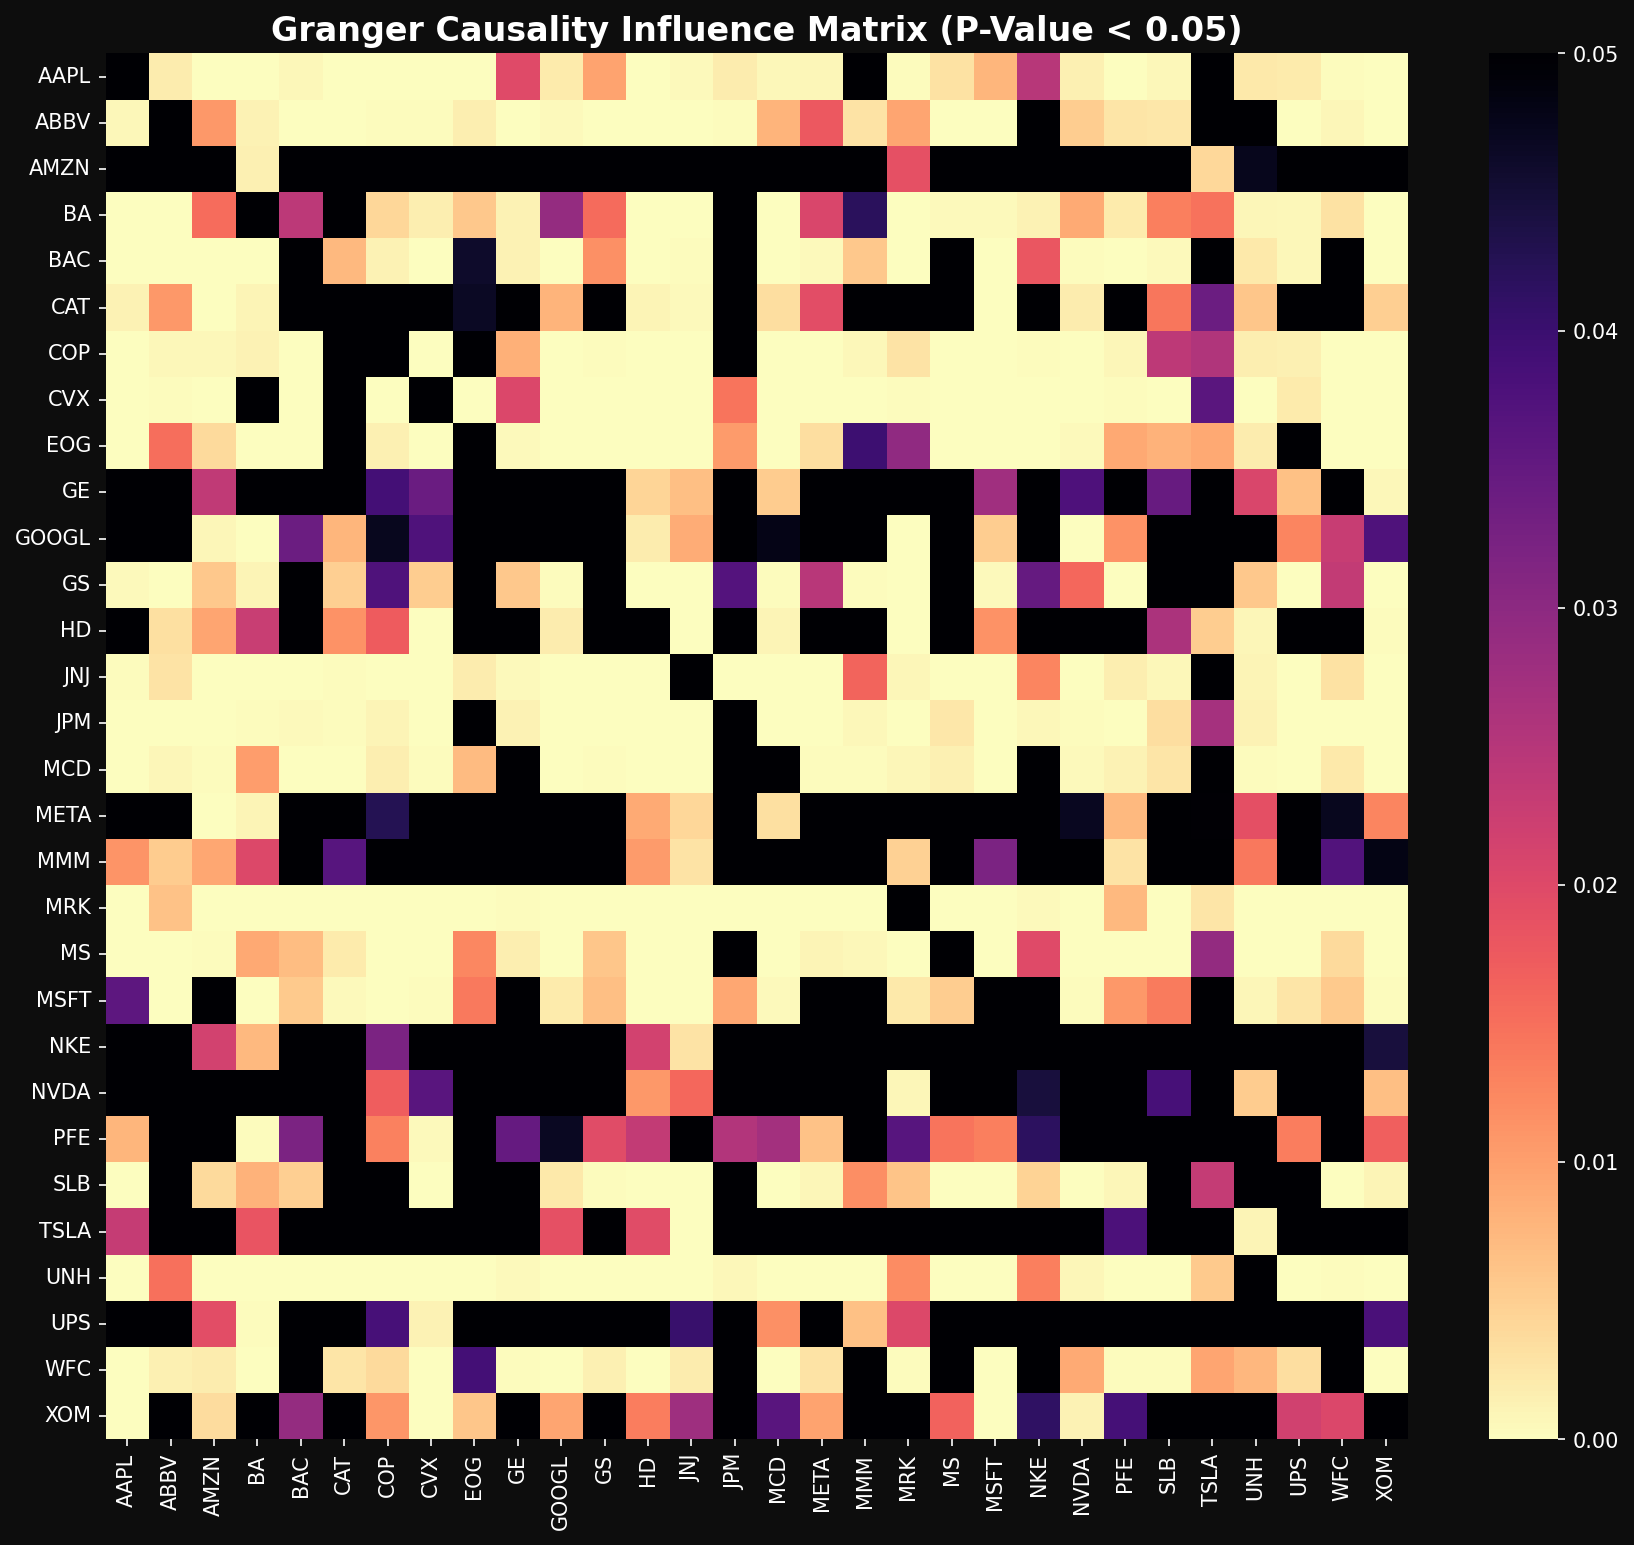 Granger Causality Influence Matrix (P-Value < 0.05)
AAPL
ABBV
AMZN
BA
BAC
CAT
COP
CVX
EOG
GE
GOOGL
GS
HD
JNJ
JPM
MCD
META
MMM
MRK
MS
MSFT
NKE
NVDA
PFE
SLB
TSLA
UNH
UPS
WFC
XOM
AAPL
ABBV
AMZN
BA
BAC
CAT
COP
CVX
EOG
GE
GOOGL
GS
HD
JNJ
JPM
MCD
META
MMM
MRK
MS
MSFT
NKE
NVDA
PFE
SLB
TSLA
UNH
UPS
WFC
XOM
0.05
0.04
0.03
0.02
0.01
0.00